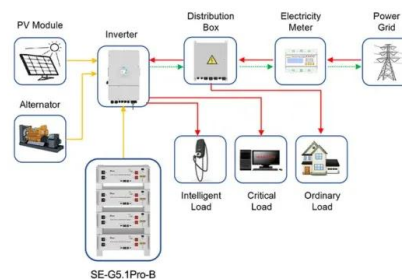 PV Module
Inverter
Distribution
Box
Electricity
Meter
Power
Grid
Alternator
Intelligent
Load
Critical
Load
Ordinary
Load
SE-G5.1Pro-B